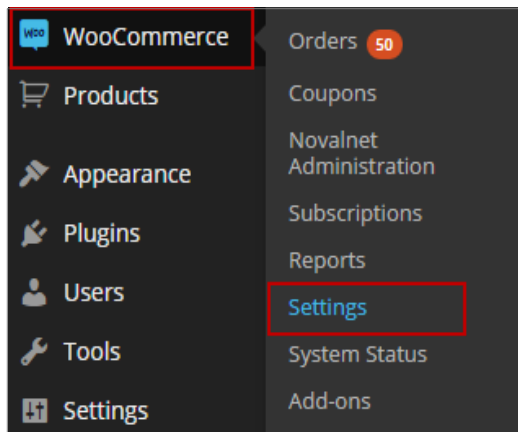 WOO WooCommerce
Products
Appearance
Plugins
Users
Tools
Settings
Orders 50
Coupons
Novalnet
Administration
Subscriptions
Reports
Settings
System Status
Add-ons